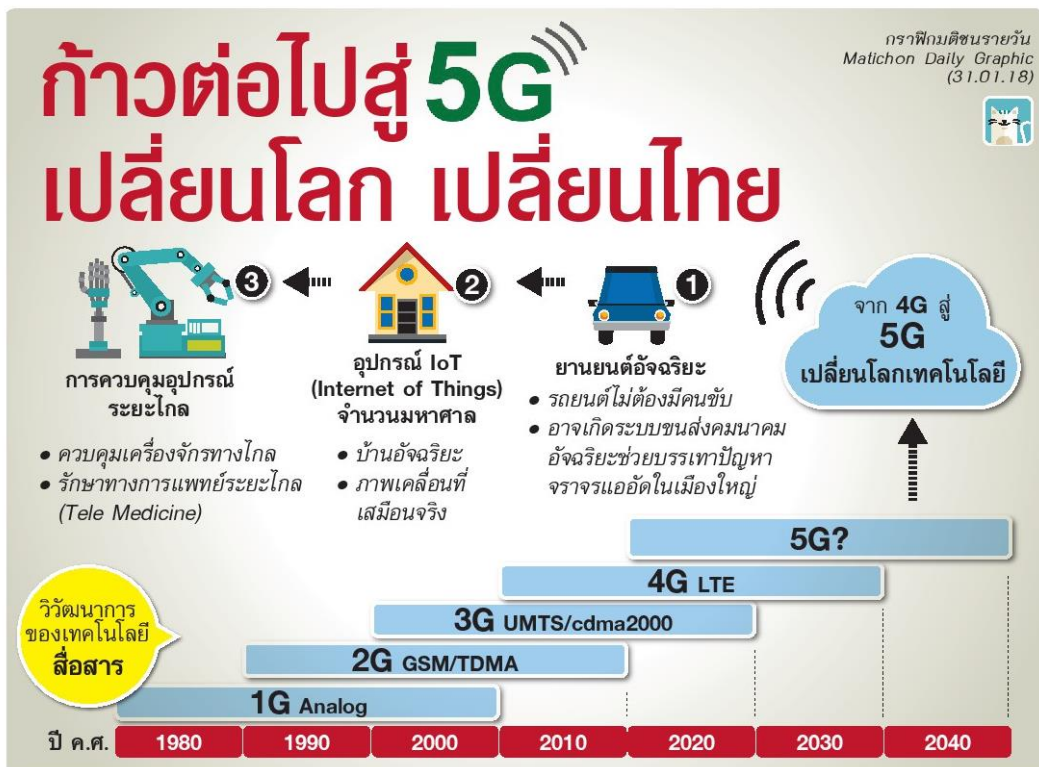 ก้าวต่อไปสู่ 5G
เปลี่ยนโลก เปลี่ยนไทย
กราฟิกมติชนรายวัน
Matichon Daily Graphic
(31.01.18)
จาก 4G สู่
5G
เปลี่ยนโลกเทคโนโลยี
1
ยานยนต์อัจฉริยะ
• รถยนต์ไม่ต้องมีคนขับ
• อาจเกิดระบบขนส่งคมนาคม
อัจฉริยะช่วยบรรเทาปัญหา
จราจรแออัดในเมืองใหญ่
2
อุปกรณ์ IoT
(Internet of Things)
จำนวนมหาศาล
• บ้านอัจฉริยะ
• ภาพเคลื่อนที่
เสมือนจริง
3
การควบคุมอุปกรณ์
ระยะไกล
• ควบคุมเครื่องจักรทางไกล
• รักษาทางการแพทย์ระยะไกล
(Tele Medicine)
วิวัฒนาการ
ของเทคโนโลยี
สื่อสาร
5G?
4G LTE
3G UMTS/cdma2000
2G GSM/TDMA
1G Analog
ปี ค.ศ. 1980 1990 2000 2010 2020 2030 2040